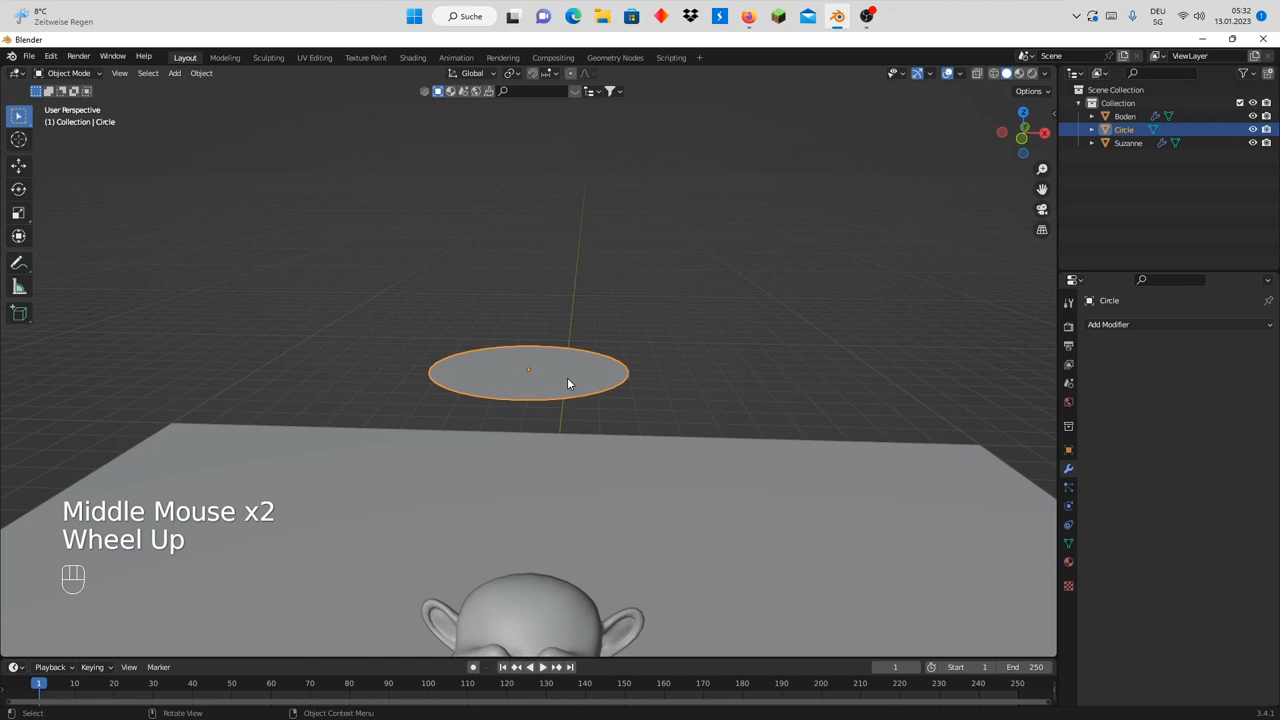 8°C
Zeitweise Regen
Suche
DEU
SG
05:32
13.01.2023
Blender
File Edit Render Window Help
Layout Modeling Sculpting UV Editing Texture Paint Shading Animation Rendering Compositing Geometry Nodes Scripting
Scene
ViewLayer
Object Mode View Select Add Object
Global
Options
User Perspective
(1) Collection | Circle
Z
Y
X
Scene Collection
Collection
Boden
Circle
Suzanne
Circle
Add Modifier
Middle Mouse x2
Wheel Up
Playback Keying View Marker
1
Start 1
End 250
1 10 20 30 40 50 60 70 80 90 100 110 120 130 140 150 160 170 180 190 200 210 220 230 240 250
Select
Rotate View
Object Context Menu
3.4.1